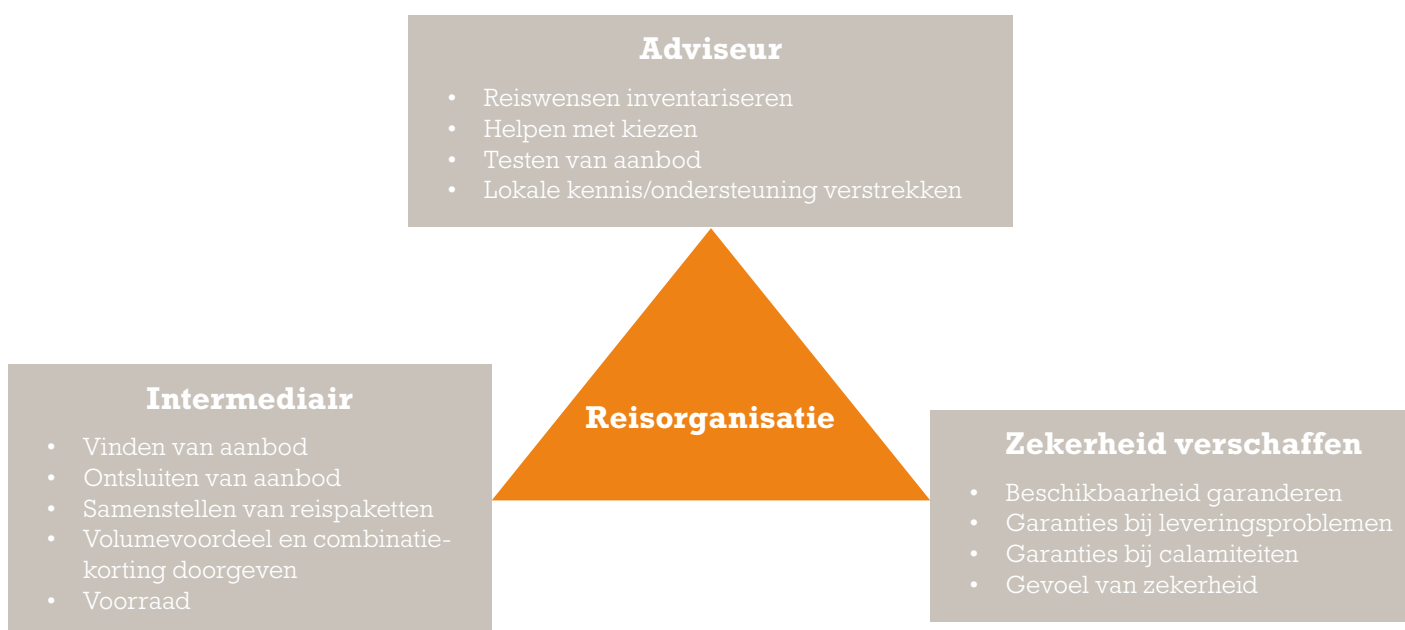 Adviseur
• Reiswensen inventariseren
• Helpen met kiezen
• Testen van aanbod
• Lokale kennis/ondersteuning verstrekken
Reisorganisatie
Intermediair
• Vinden van aanbod
• Ontsluiten van aanbod
• Samenstellen van reispaketten
• Volumevoordeel en combinatie-
korting doorgeven
• Voorraad
Zekerheid verschaffen
• Beschikbaarheid garanderen
• Garanties bij leveringsproblemen
• Garanties bij calamiteiten
• Gevoel van zekerheid